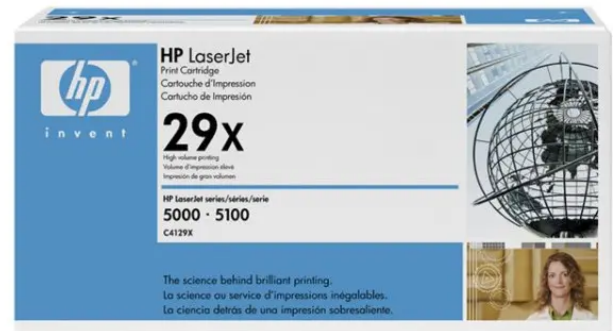 29x
hp
invent
HP LaserJet
Print Cartridge
Cartouche d'Impression
Cartucho de Impresión
29x
High volume printing
Volume d'impression élevé
Impresión de gran volumen
HP LaserJet series/séries/serie
5000 · 5100
C4129X
The science behind brilliant printing.
La science au service d'impressions inégalables.
La ciencia detrás de una impresión sobresaliente.